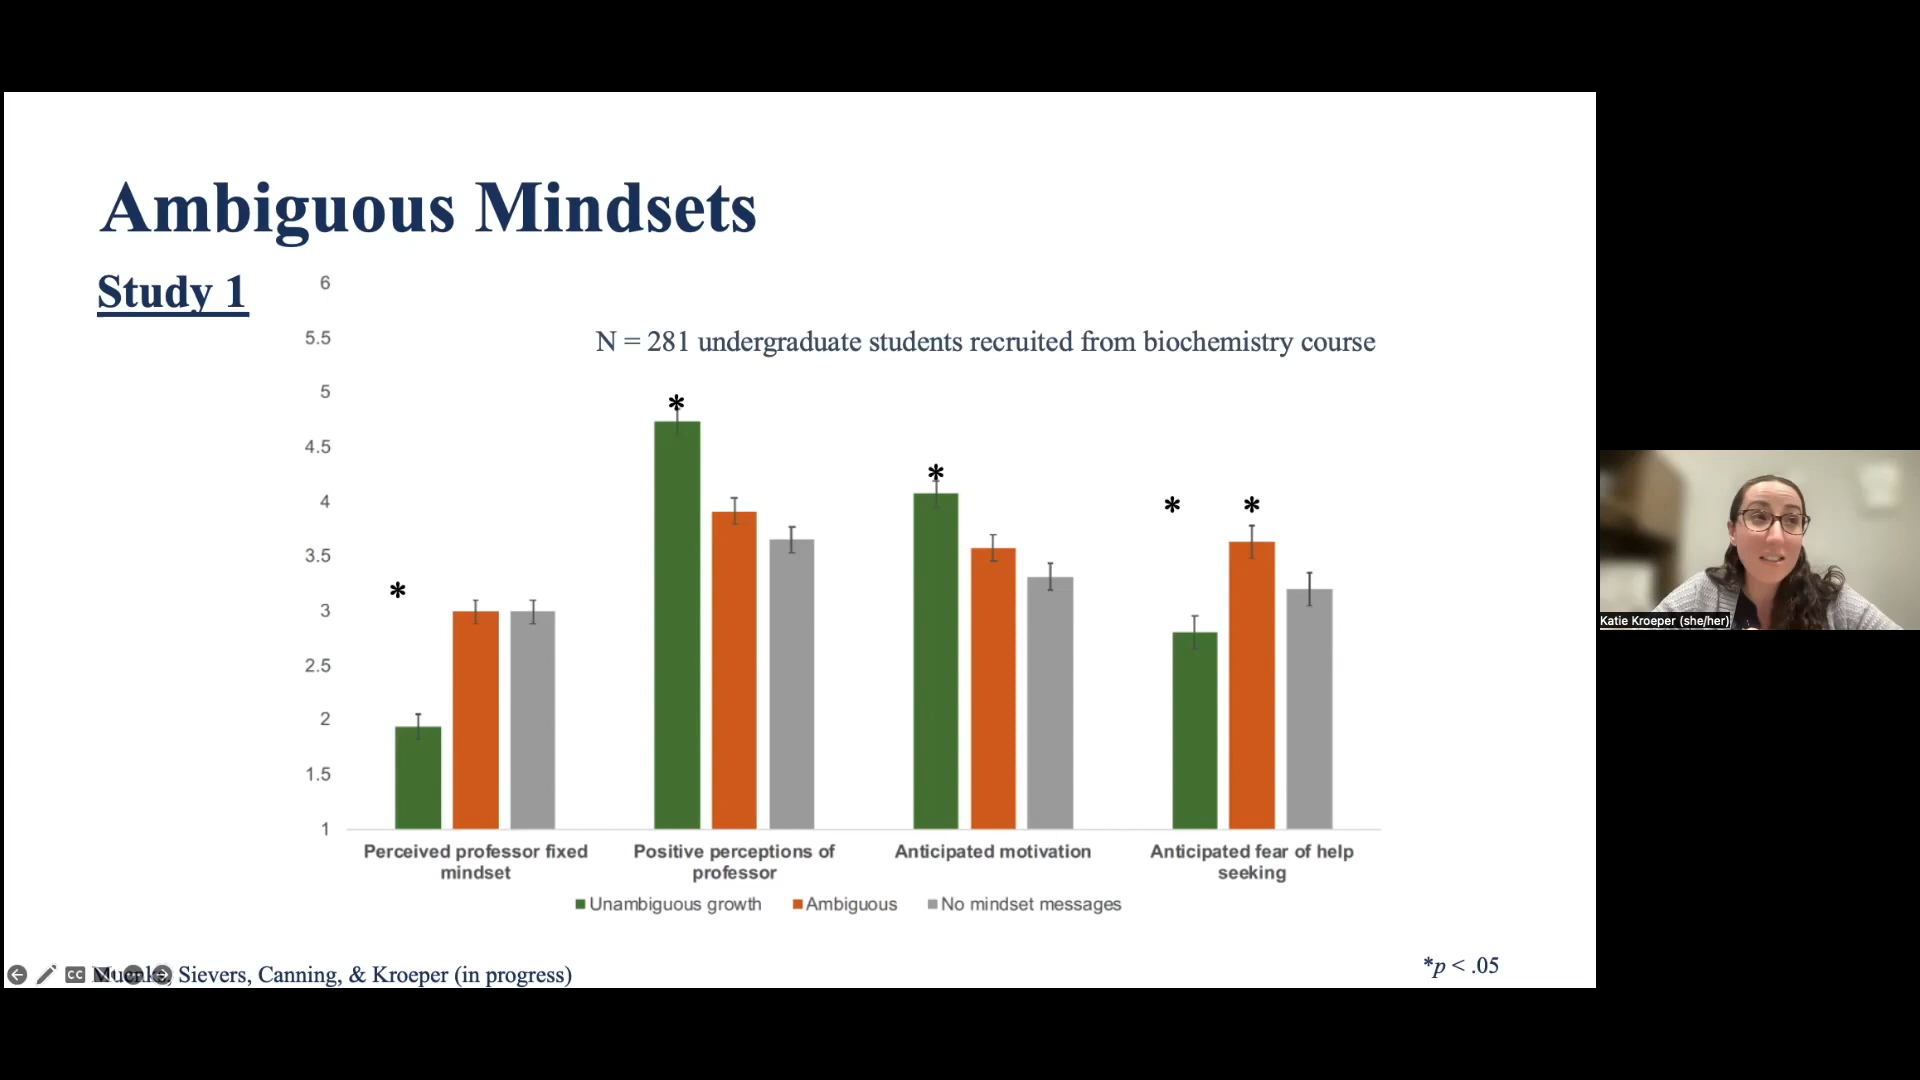 Ambiguous Mindsets
Study 1
N = 281 undergraduate students recruited from biochemistry course
6
5.5
5
4.5
4
3.5
3
2.5
2
1.5
1
*
*
*
* *
Perceived professor fixed mindset
Positive perceptions of professor
Anticipated motivation
Anticipated fear of help seeking
Unambiguous growth Ambiguous No mindset messages
CC
Sievers, Canning, & Kroeper (in progress)
*p < .05
Katie Kroeper (she/her)